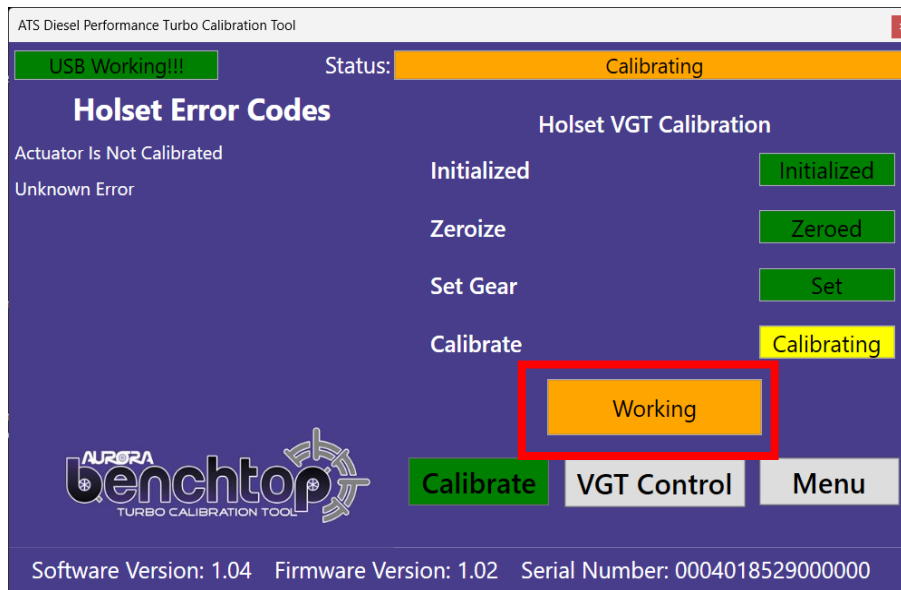 ATS Diesel Performance Turbo Calibration Tool
USB Working!!! Status: Calibrating
Holset Error Codes
Actuator Is Not Calibrated
Unknown Error
Holset VGT Calibration
Initialized Initialized
Zeroize Zeroed
Set Gear Set
Calibrate Calibrating
Working
AURORA
benchtop
TURBO CALIBRATION TOOL
Calibrate VGT Control Menu
Software Version: 1.04 Firmware Version: 1.02 Serial Number: 0004018529000000